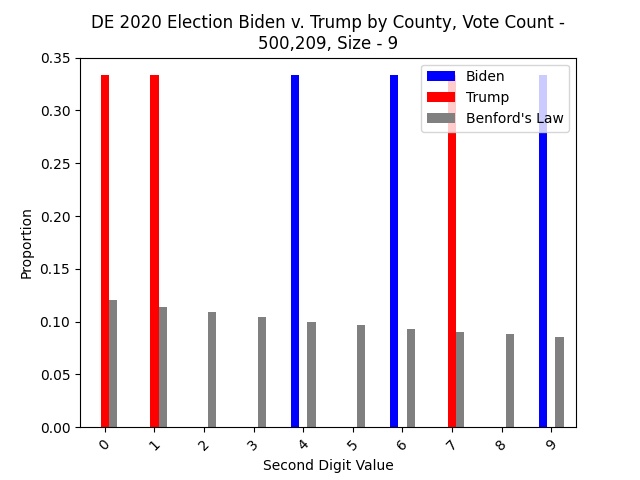 DE 2020 Election Biden v. Trump by County, Vote Count -
500,209, Size - 9
0.35
0.30
0.25
0.20
0.15
0.10
0.05
0.00
Proportion
Biden
Trump
Benford's Law
0 1 2 3 4 5 6 7 8 9
Second Digit Value